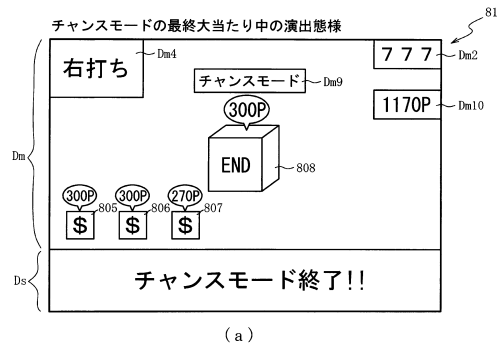 チャンスモードの最終大当たり中の演出態様
81
右打ち
Dm4
777
Dm2
チャンスモード
Dm9
1170P
Dm10
300P
Dm
END
808
300P
300P
270P
$
805
$
806
$
807
Ds
チャンスモード終了!!
(a)